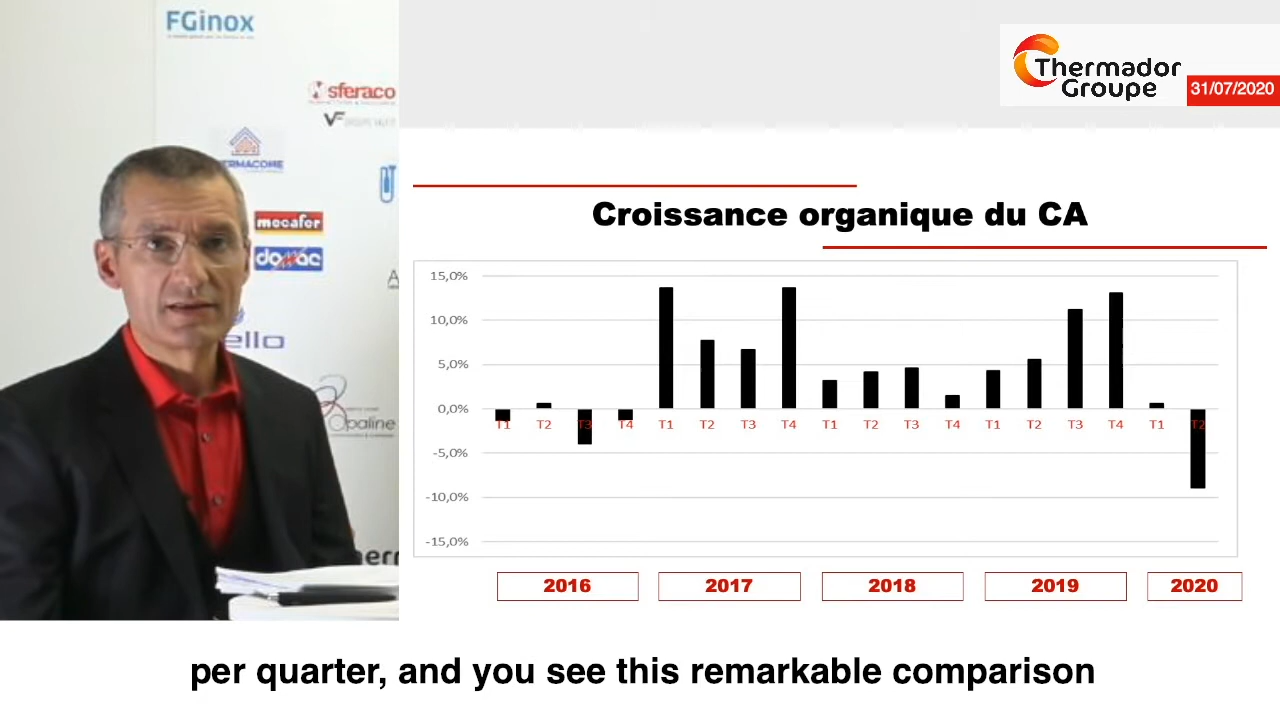 FGinox
sferaco
VF
mecafer
domac
ello
opaline
Thermador
Groupe
31/07/2020
Croissance organique du CA
15,0%
10,0%
5,0%
0,0%
-5,0%
-10,0%
-15,0%
T1 T2 T3 T4 T1 T2 T3 T4 T1 T2 T3 T4 T1 T2 T3 T4 T1 T2
2016 2017 2018 2019 2020
per quarter, and you see this remarkable comparison